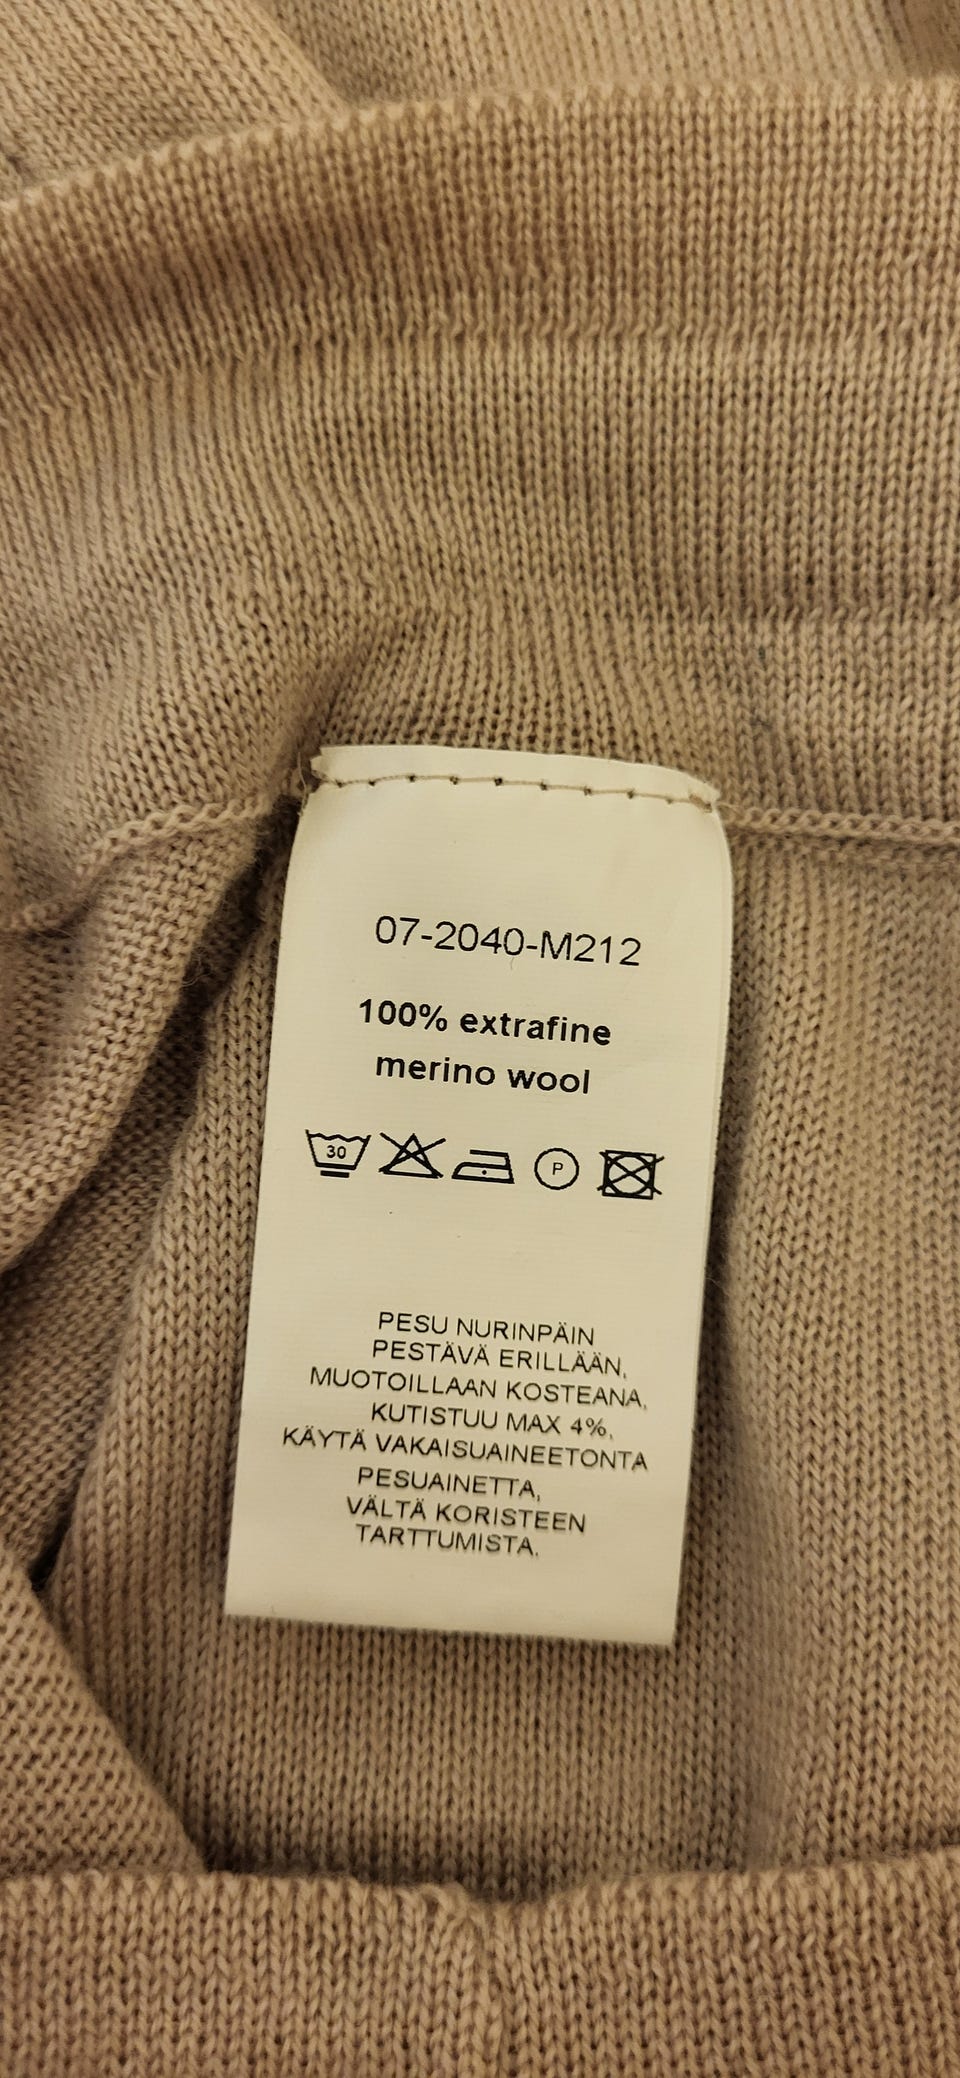 07-2040-M212
100% extrafine
merino wool
30 P
PESU NURINPÄIN
PESTÄVÄ ERILLÄÄN,
MUOTOILLAAN KOSTEANA,
KUTISTUU MAX 4%,
KÄYTÄ VAKAISUAINEETONTA
PESUAINETTA,
VÄLTÄ KORISTEEN
TARTTUMISTA.